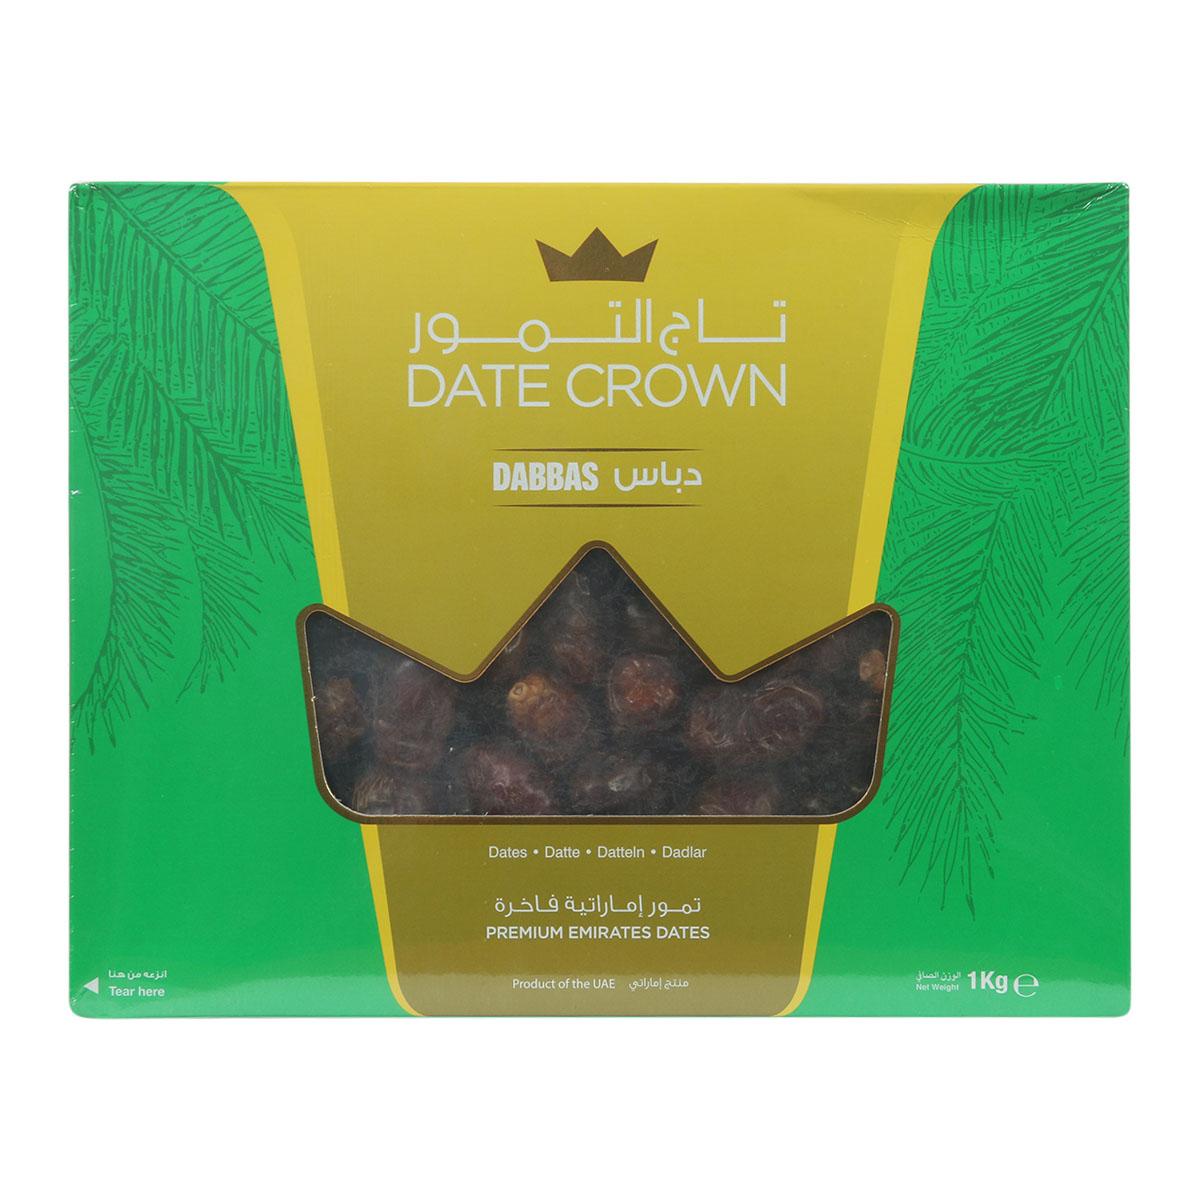 تاج التمور
DATE CROWN
DABBAS دباس
Dates • Datte • Datteln • Dadlar
تمور إماراتية فاخرة
PREMIUM EMIRATES DATES
Product of the UAE منتج إماراتي
انزعه من هنا
Tear here
الوزن الصافي
Net Weight 1Kg ℮